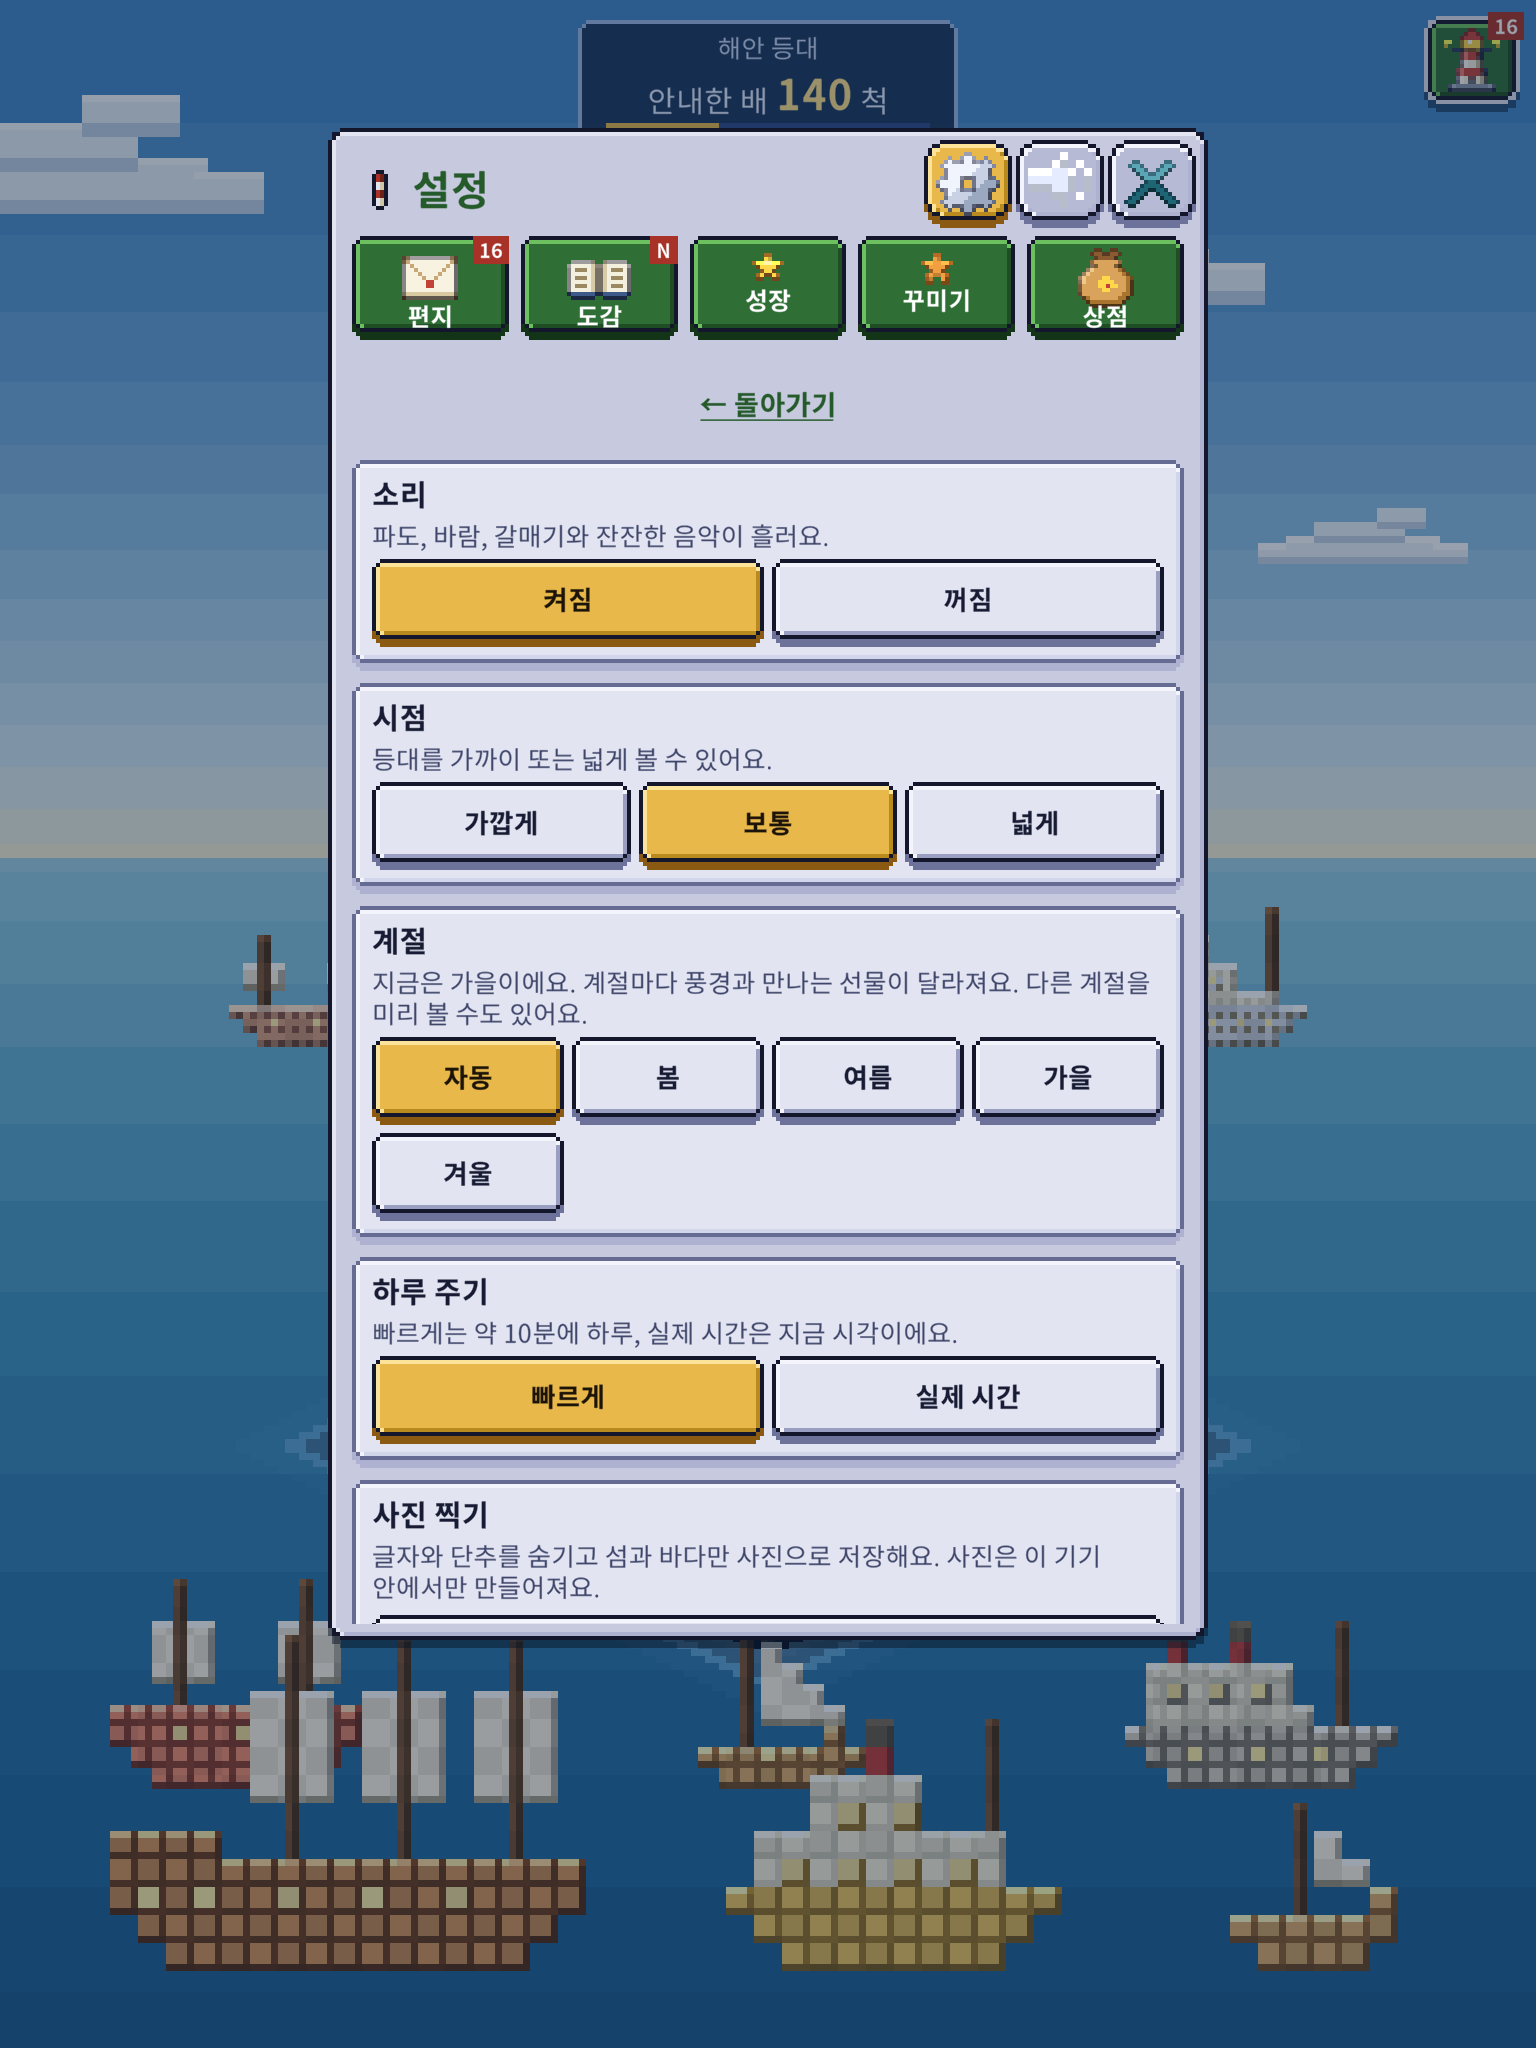 해안 등대
안내한 배 140 척
16
설정
16
편지
N
도감
성장
꾸미기
상점
← 돌아가기
소리
파도, 바람, 갈매기와 잔잔한 음악이 흘러요.
켜짐
꺼짐
시점
등대를 가까이 또는 넓게 볼 수 있어요.
가깝게
보통
넓게
계절
지금은 가을이에요. 계절마다 풍경과 만나는 선물이 달라져요. 다른 계절을
미리 볼 수도 있어요.
자동
봄
여름
가을
겨울
하루 주기
빠르게는 약 10분에 하루, 실제 시간은 지금 시각이에요.
빠르게
실제 시간
사진 찍기
글자와 단추를 숨기고 섬과 바다만 사진으로 저장해요. 사진은 이 기기
안에서만 만들어져요.